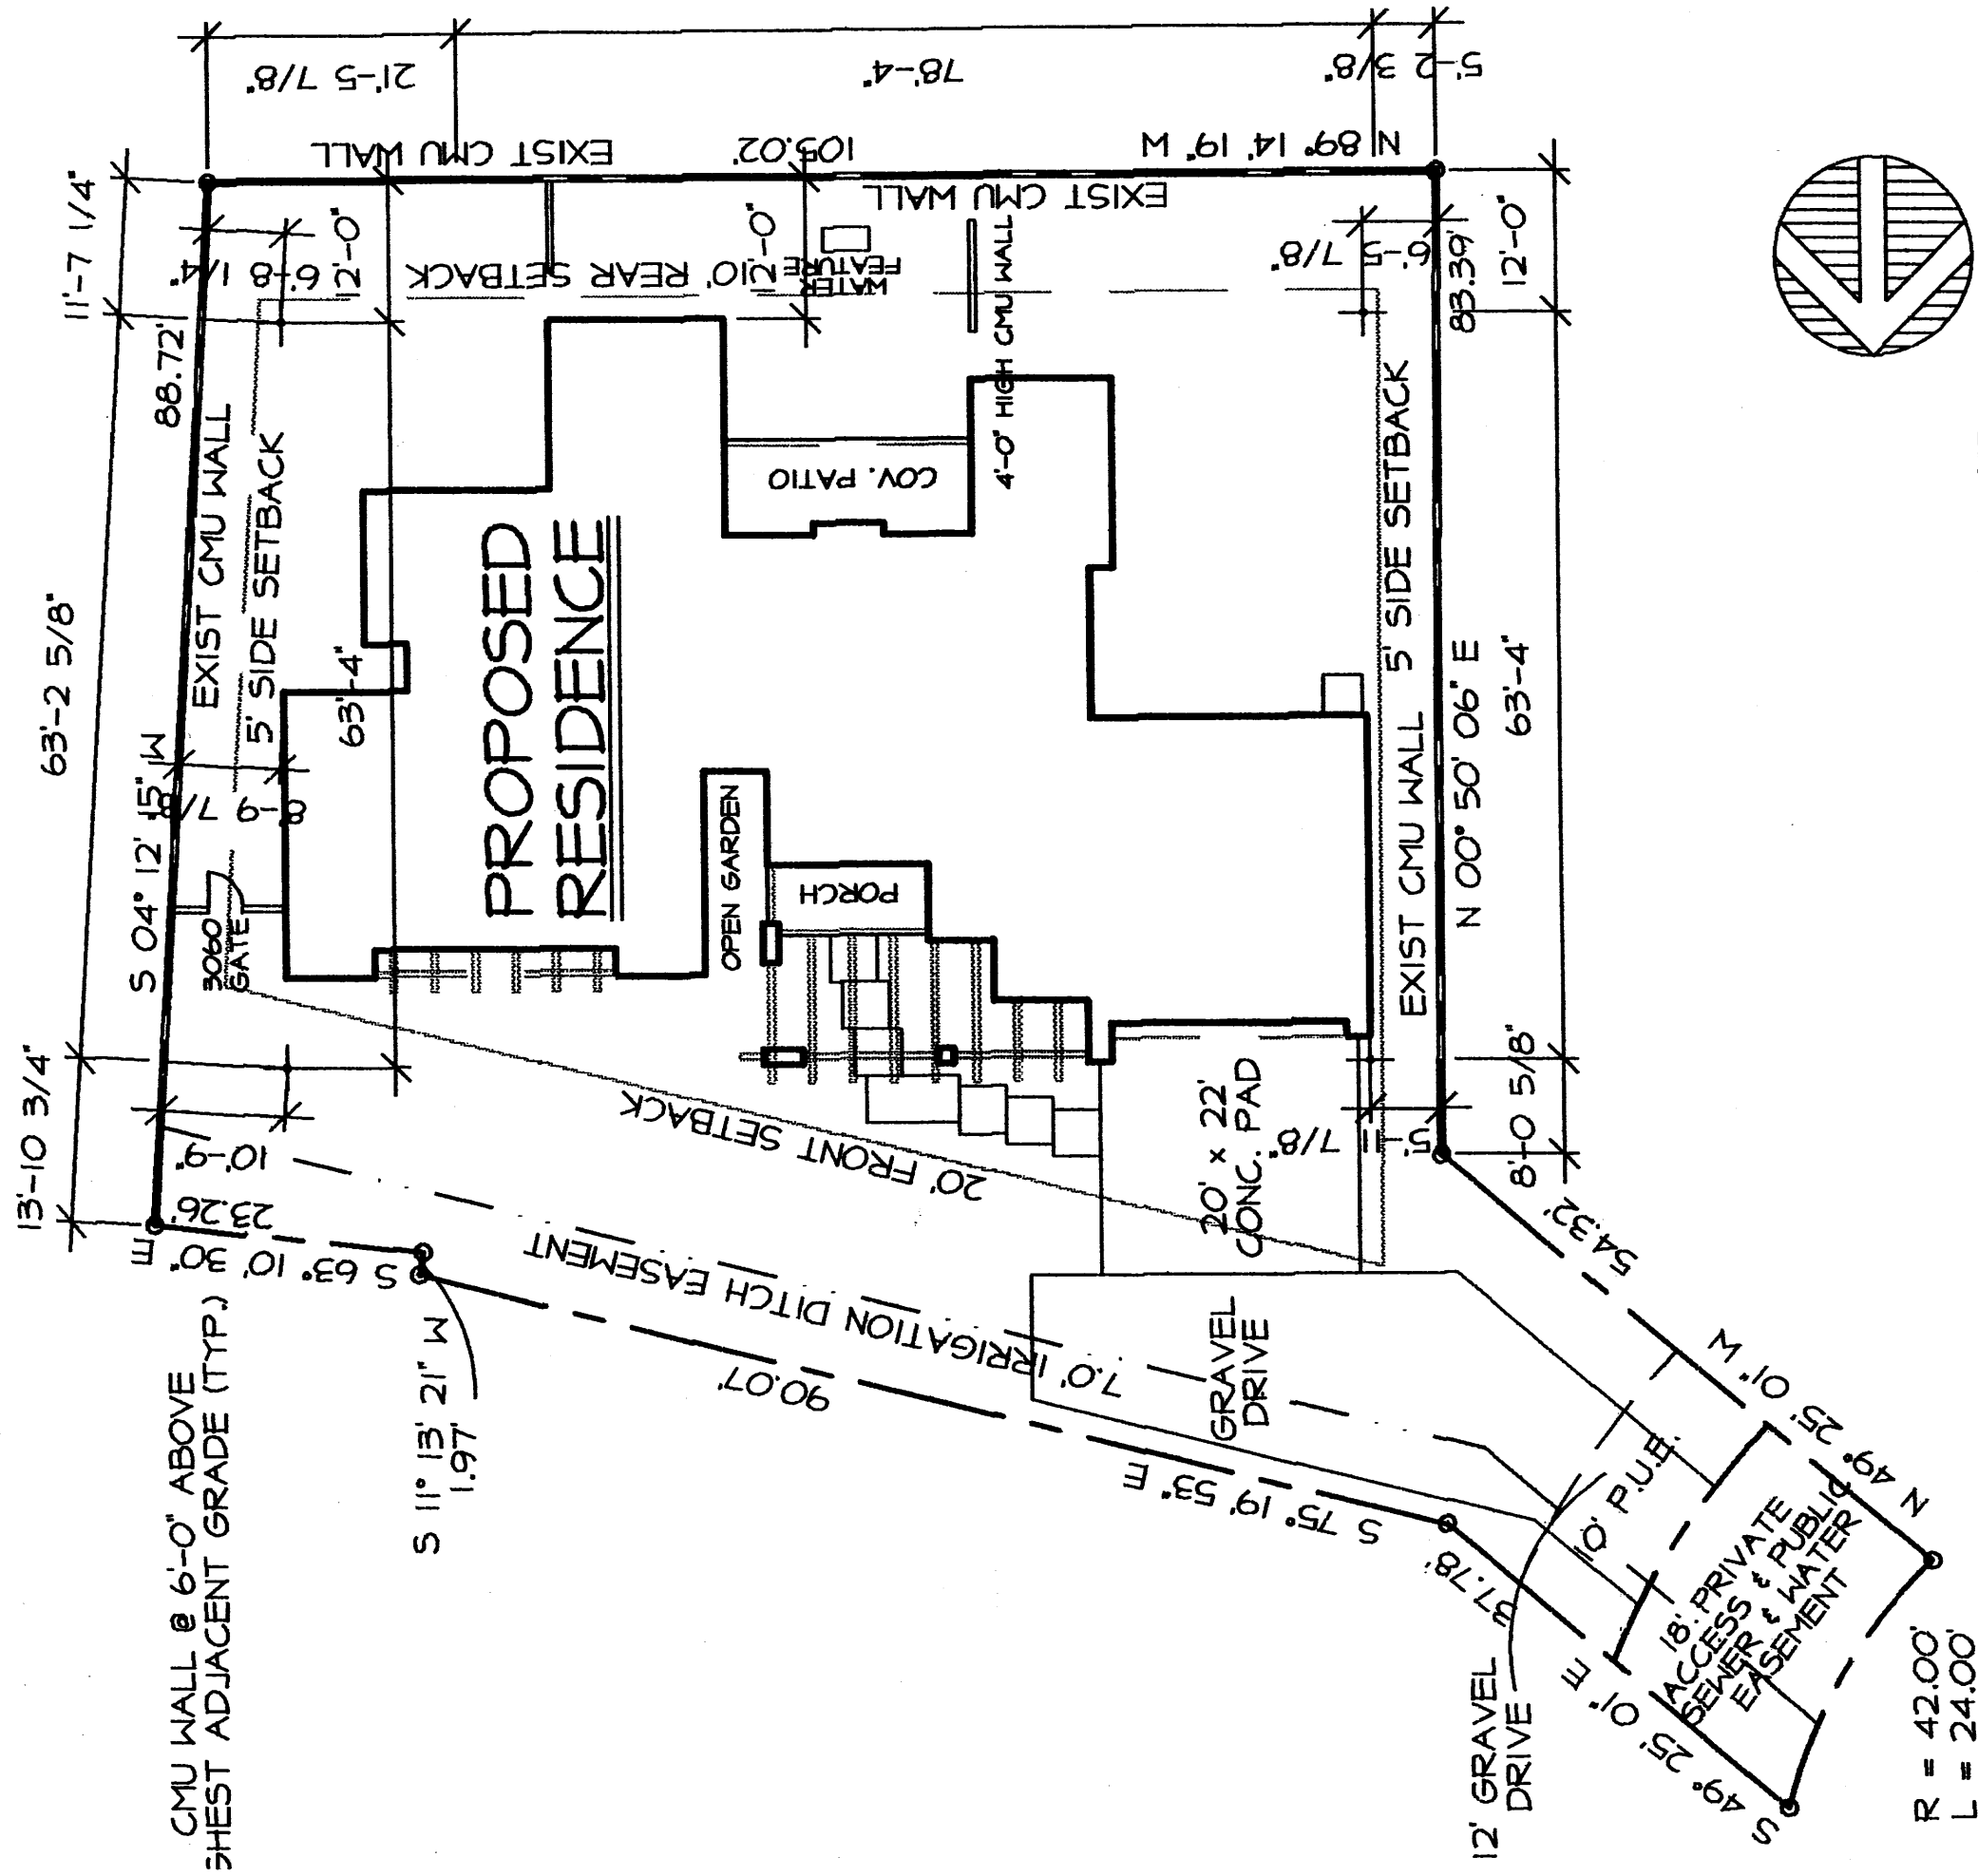 21'-5 7/8"
78'-4"
5'-2 3/8"
EXIST CMU WALL
105.02'
N 89° 14' 19" W
EXIST CMU WALL
11'-7 1/4"
63'-2 5/8"
13'-10 3/4"
88.72'
S 04° 12' 15" W
EXIST CMU WALL
5' SIDE SETBACK
6'-8 1/4"
12'-0"
10' REAR SETBACK
12'-0"
WATER
FEATURE
4'-0" HIGH CMU WALL
6'-5 7/8"
83.39'
12'-0"
COV. PATIO
PROPOSED
RESIDENCE
63'-4"
8'-9 7/8"
3060
GATE
OPEN GARDEN
PORCH
5' SIDE SETBACK
EXIST CMU WALL
N 00° 50' 06" E
63'-4"
8'-0 5/8"
5'-11 7/8"
20' x 22'
CONC. PAD
20' FRONT SETBACK
10'-9"
23.26'
S 63° 10' 30" E
7.0' IRRIGATION DITCH EASEMENT
S 11° 13' 21" W
1.97'
90.07'
S 75° 19' 53" E
GRAVEL
DRIVE
54.32'
N 49° 25' 01" W
10' P.U.E.
77.78'
S 49° 25' 01" E
18' PRIVATE
ACCESS & PUBLIC
SEWER & WATER
EASEMENT
12' GRAVEL
DRIVE
R = 42.00'
L = 24.00'
CMU WALL @ 6'-0" ABOVE
GHEST ADJACENT GRADE (TYP.)